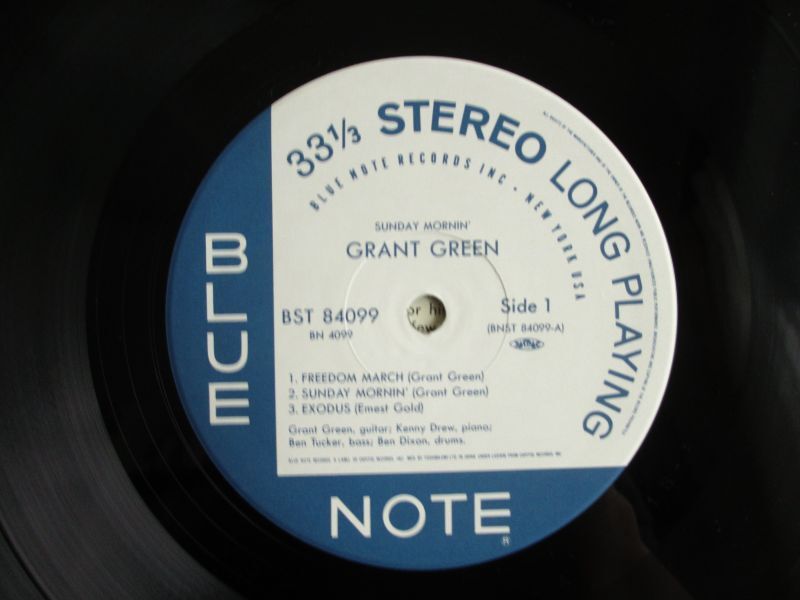 33⅓ STEREO LONG PLAYING
BLUE NOTE RECORDS INC · NEW YORK USA
SUNDAY MORNIN'
GRANT GREEN
BST 84099
BN 4099
Side 1
(BNST 84099-A)
or hi
1. FREEDOM MARCH (Grant Green)
2. SUNDAY MORNIN' (Grant Green)
3. EXODUS (Ernest Gold)
Grant Green, guitar; Kenny Drew, piano;
Ben Tucker, bass; Ben Dixon, drums.
BLUE
NOTE
R